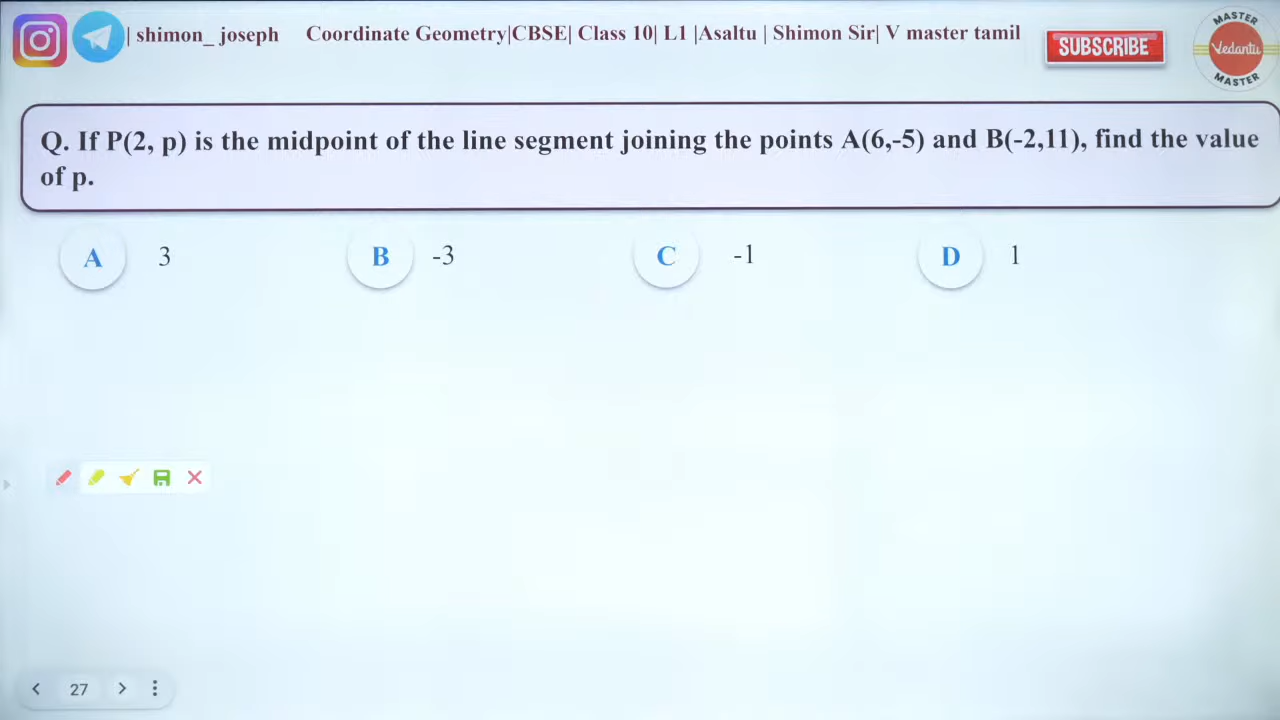 | shimon_ joseph Coordinate Geometry|CBSE| Class 10| L1 |Asaltu | Shimon Sir| V master tamil
SUBSCRIBE
MASTER
Vedantu
MASTER
Q. If P(2, p) is the midpoint of the line segment joining the points A(6,-5) and B(-2,11), find the value
of p.
A 3 B -3 C -1 D 1
27